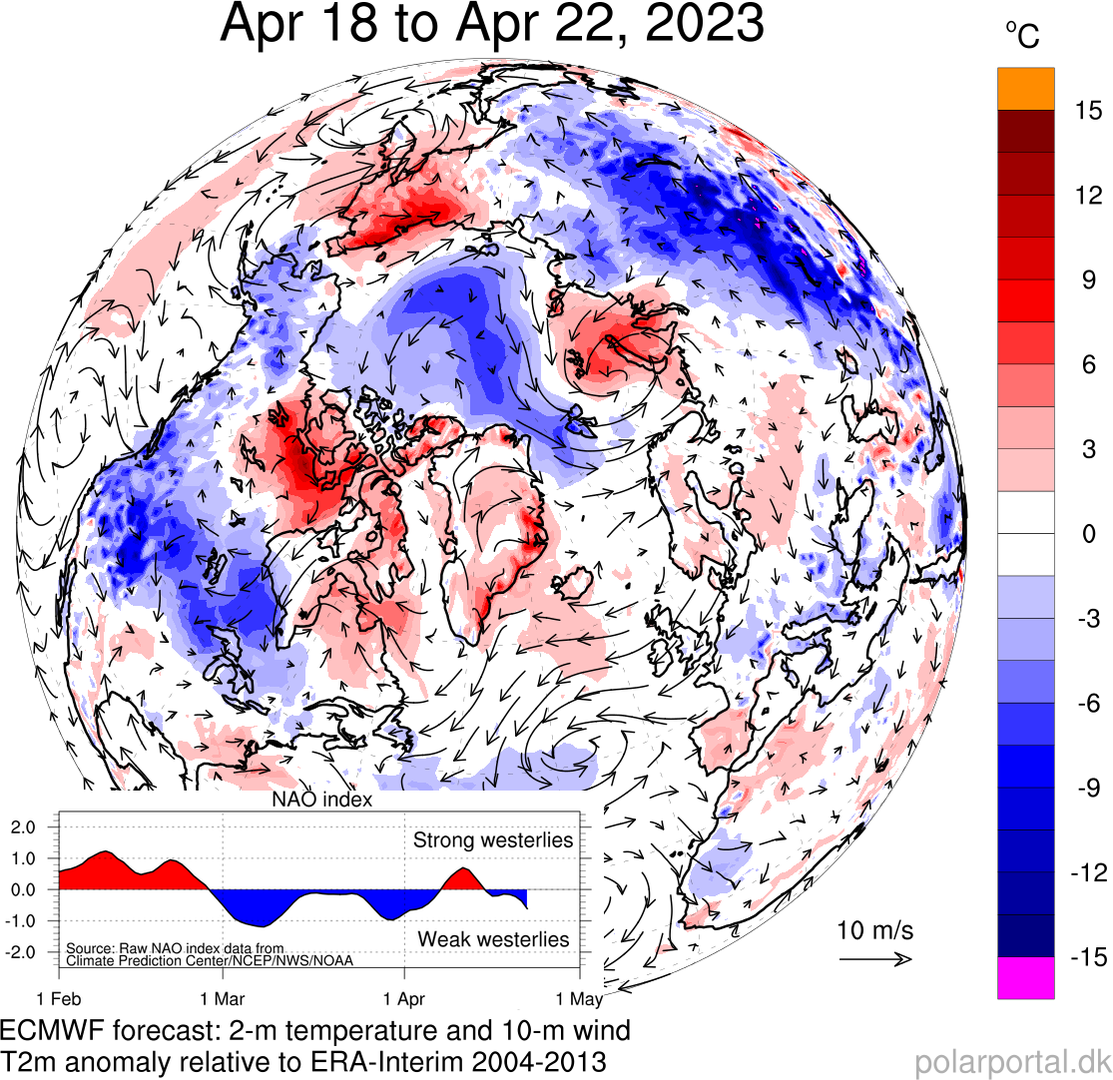 Apr 18 to Apr 22, 2023
°C
15
12
9
6
3
0
-3
-6
-9
-12
-15
NAO index
2.0
1.0
0.0
-1.0
-2.0
Strong westerlies
Weak westerlies
Source: Raw NAO index data from
Climate Prediction Center/NCEP/NWS/NOAA
1 Feb 1 Mar 1 Apr 1 May
10 m/s
ECMWF forecast: 2-m temperature and 10-m wind
T2m anomaly relative to ERA-Interim 2004-2013
polarportal.dk